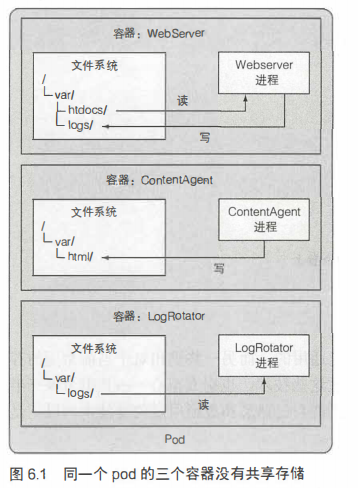 容器：WebServer
文件系统
/
var/
htdocs/
logs/
Webserver
进程
读
写
容器：ContentAgent
文件系统
/
var/
html/
ContentAgent
进程
写
容器：LogRotator
文件系统
/
var/
logs/
LogRotator
进程
读
Pod
图 6.1 同一个 pod 的三个容器没有共享存储